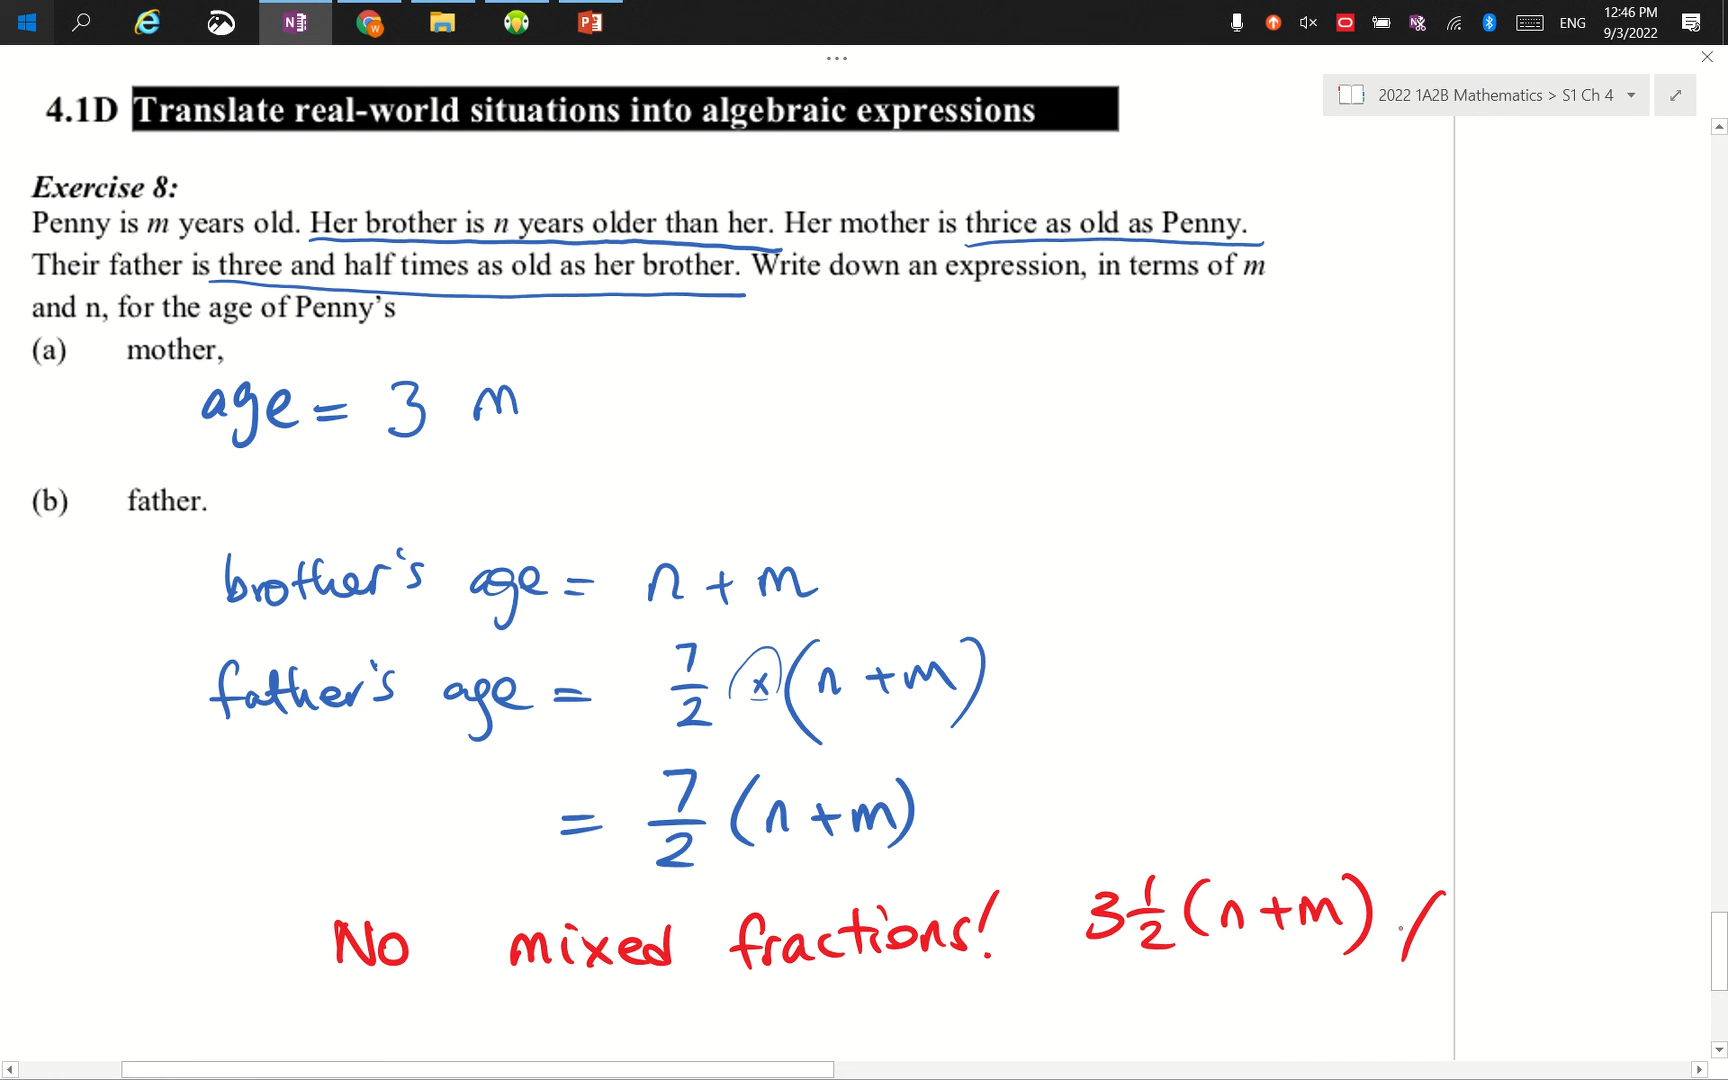 12:46 PM
ENG
9/3/2022
2022 1A2B Mathematics > S1 Ch 4
4.1D Translate real-world situations into algebraic expressions
Exercise 8:
Penny is m years old. Her brother is n years older than her. Her mother is thrice as old as Penny.
Their father is three and half times as old as her brother. Write down an expression, in terms of m
and n, for the age of Penny’s
(a) mother,
age = 3 m
(b) father.
brother's age = n + m
father's age = 7/2 × (n + m)
= 7/2 (n + m)
No mixed fractions! 3 1/2 (n + m) /